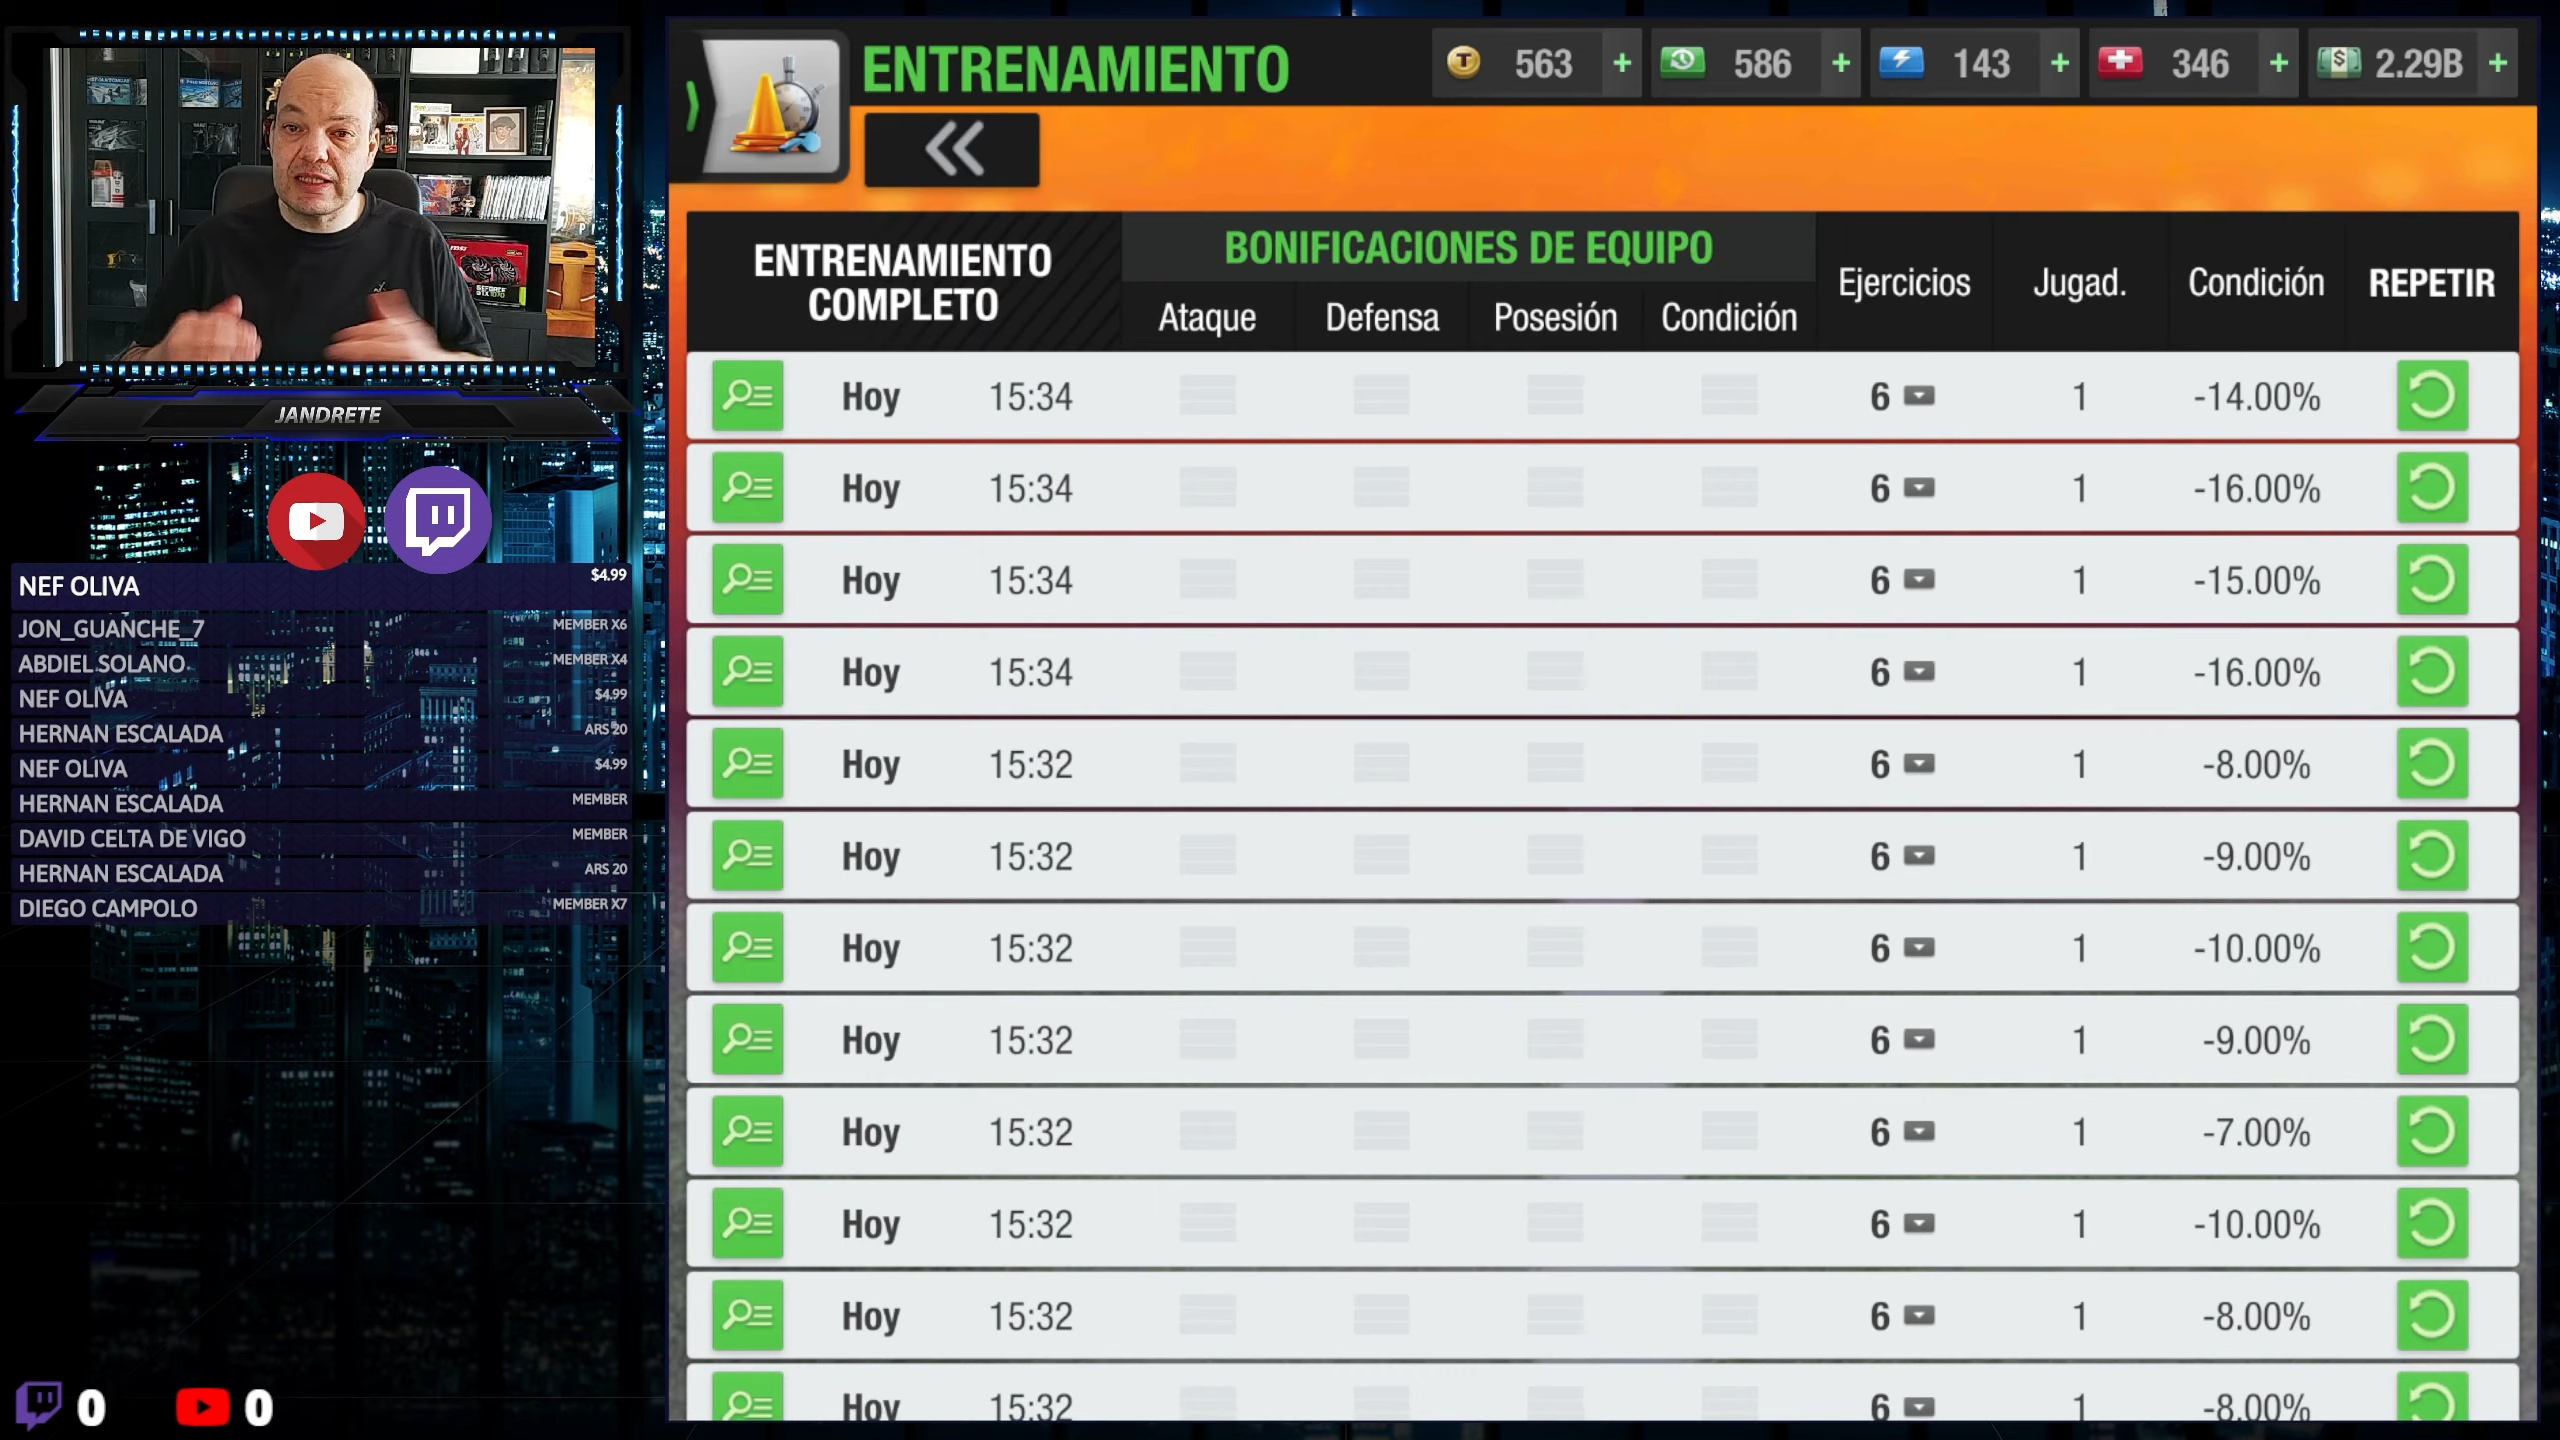 ENTRENAMIENTO
T 563 +
586 +
143 +
346 +
$ 2.29B +
JANDRETE
NEF OLIVA $4.99
JON_GUANCHE_7 MEMBER X6
ABDIEL SOLANO MEMBER X4
NEF OLIVA $4.99
HERNAN ESCALADA ARS 20
NEF OLIVA $4.99
HERNAN ESCALADA MEMBER
DAVID CELTA DE VIGO MEMBER
HERNAN ESCALADA ARS 20
DIEGO CAMPOLO MEMBER X7
0 0
ENTRENAMIENTO
COMPLETO
BONIFICACIONES DE EQUIPO
Ataque Defensa Posesión Condición
Ejercicios Jugad. Condición REPETIR
Hoy 15:34 6 1 -14.00%
Hoy 15:34 6 1 -16.00%
Hoy 15:34 6 1 -15.00%
Hoy 15:34 6 1 -16.00%
Hoy 15:32 6 1 -8.00%
Hoy 15:32 6 1 -9.00%
Hoy 15:32 6 1 -10.00%
Hoy 15:32 6 1 -9.00%
Hoy 15:32 6 1 -7.00%
Hoy 15:32 6 1 -10.00%
Hoy 15:32 6 1 -8.00%
Hoy 15:32 6 1 -8.00%